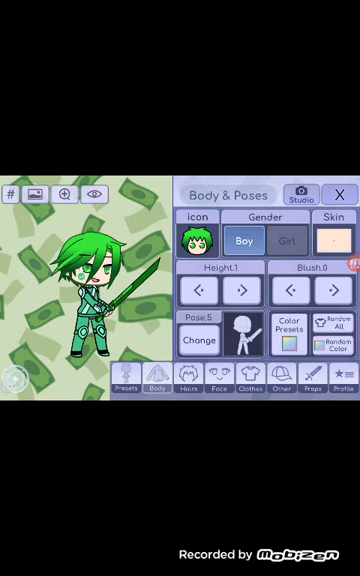 #
Body & Poses
Studio
X
icon
Gender
Skin
Boy
Girl
Height.1
Blush.0
Pose.5
Change
Color
Presets
Random
All
Random
Color
Presets
Body
Hairs
Face
Clothes
Other
Props
Profile
Recorded by mobizen